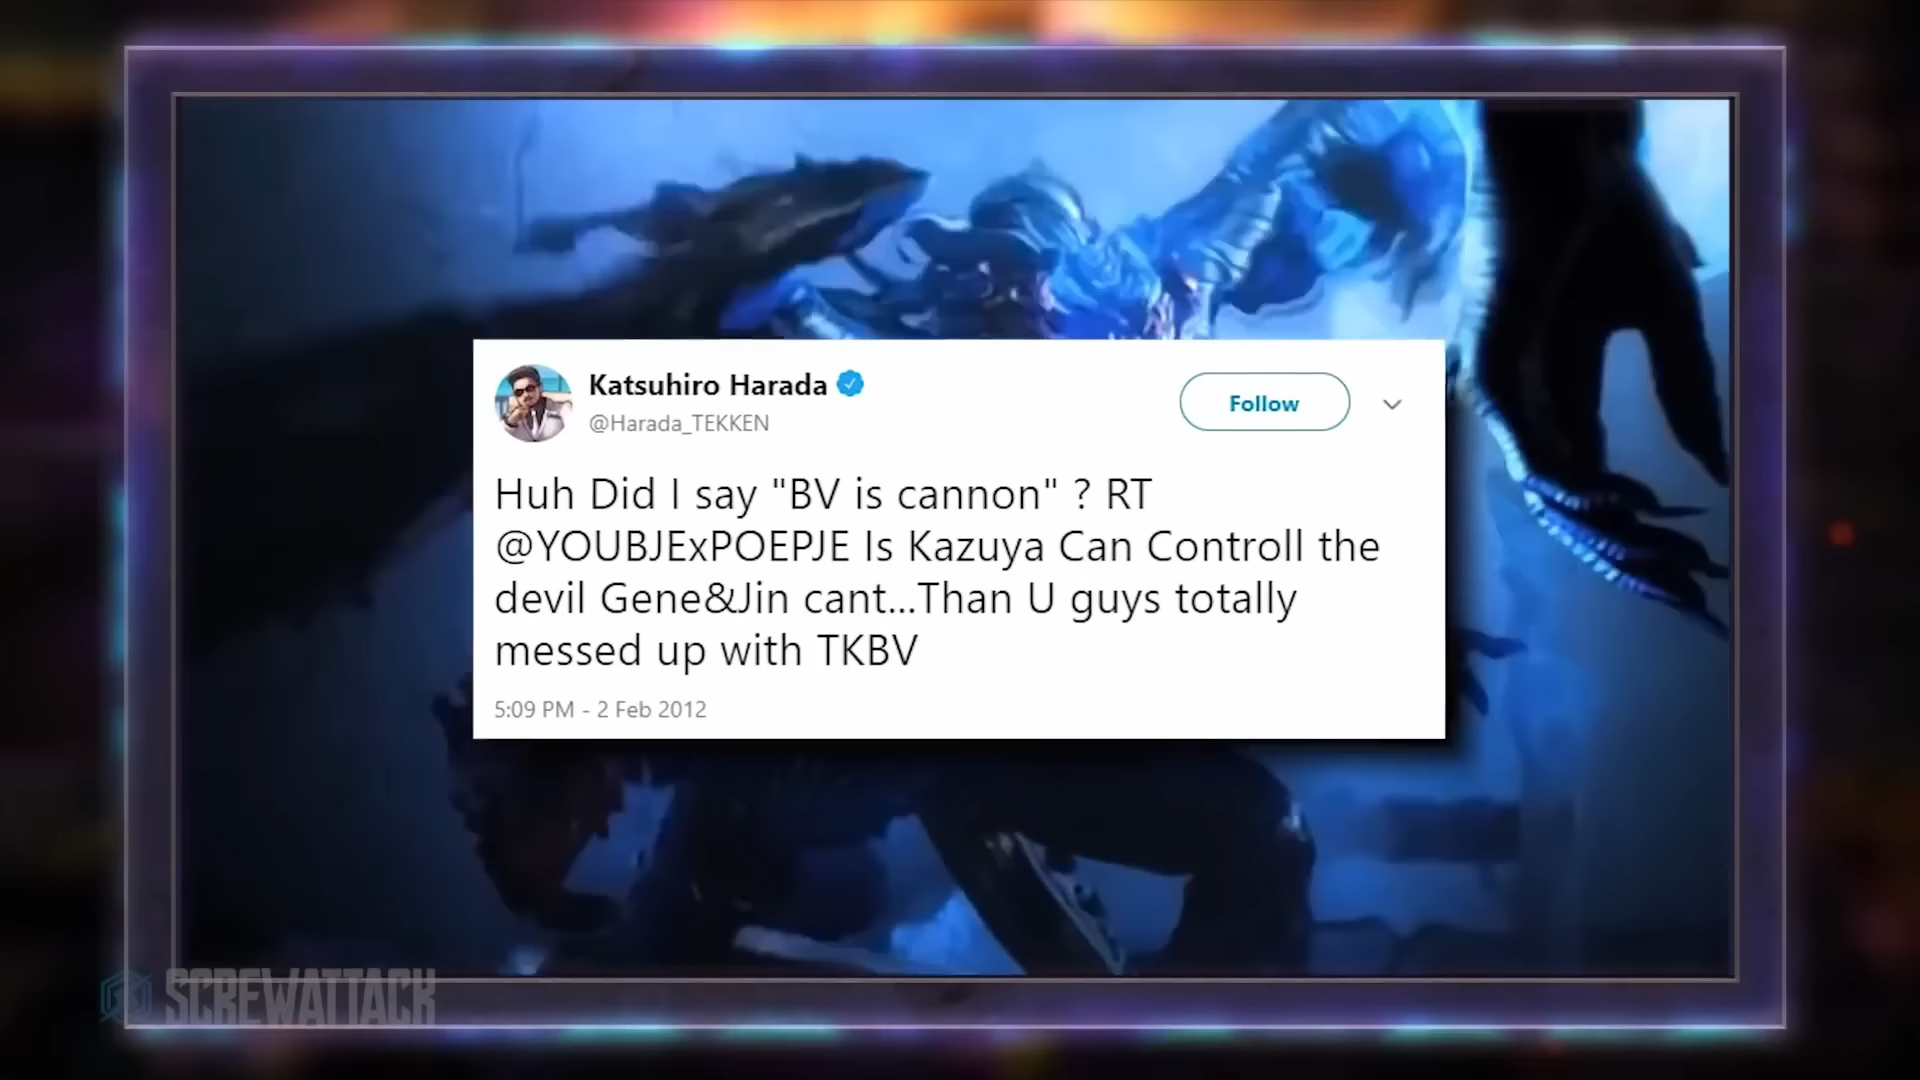 Katsuhiro Harada
@Harada_TEKKEN
Follow
Huh Did I say "BV is cannon" ? RT
@YOUBJExPOEPJE Is Kazuya Can Controll the
devil Gene&Jin cant...Than U guys totally
messed up with TKBV
5:09 PM - 2 Feb 2012
SCREWATTACK